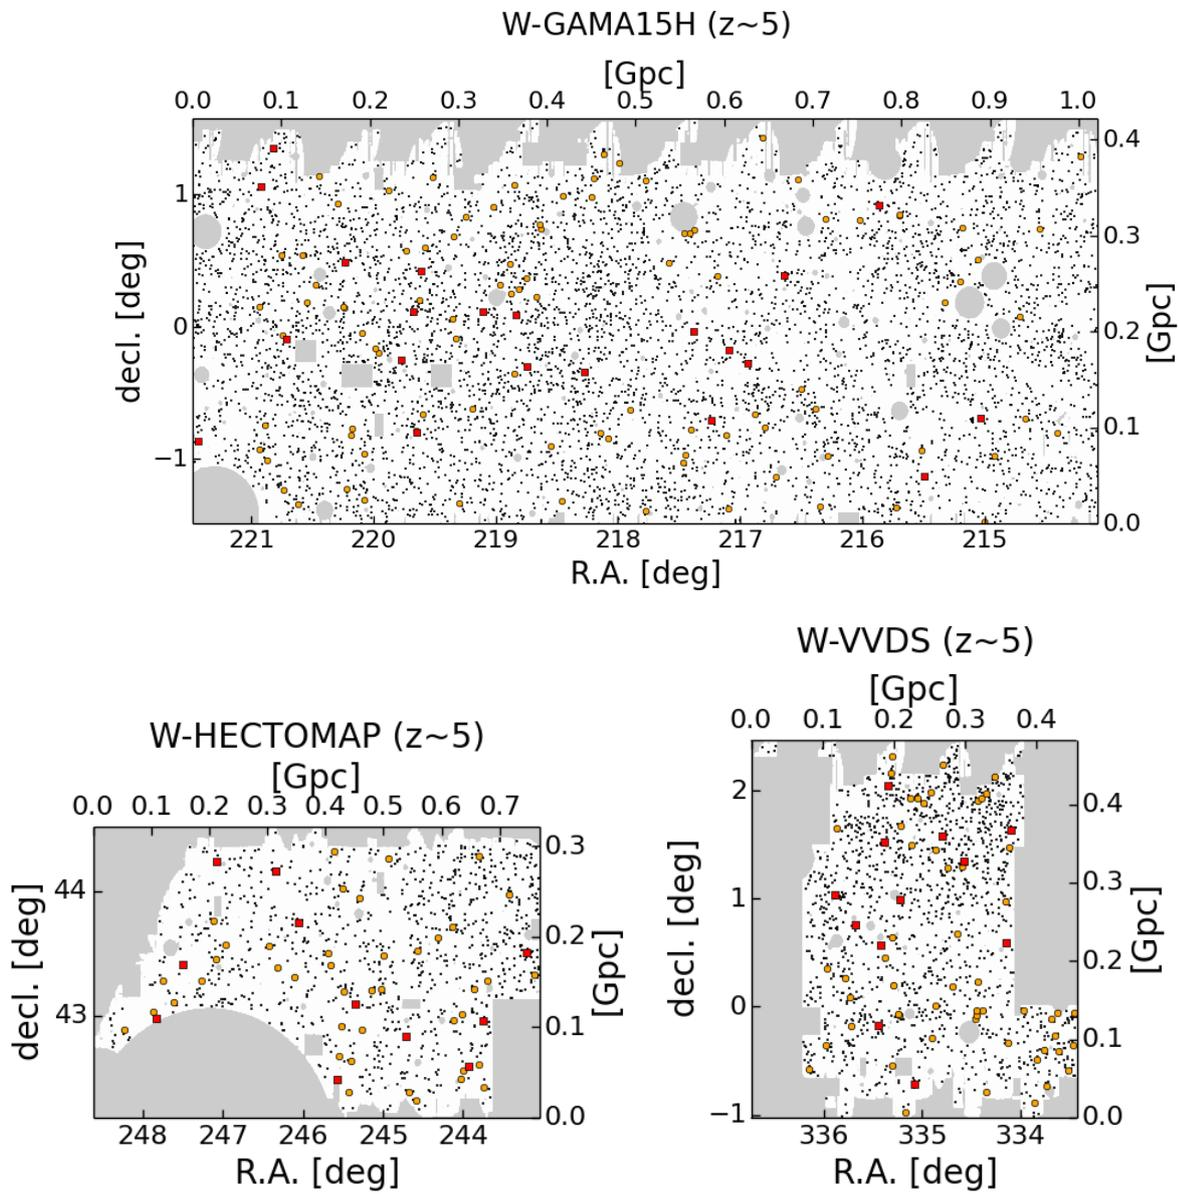 W-GAMA15H (z~5)
[Gpc]
0.0 0.1 0.2 0.3 0.4 0.5 0.6 0.7 0.8 0.9 1.0
0.4
1
0.3
decl. [deg]
0
0.2
[Gpc]
0.1
−1
0.0
221 220 219 218 217 216 215
R.A. [deg]
W-VVDS (z~5)
[Gpc]
0.0 0.1 0.2 0.3 0.4
2
0.4
1
0.3
decl. [deg]
0.2
[Gpc]
0
0.1
−1
0.0
336 335 334
R.A. [deg]
W-HECTOMAP (z~5)
[Gpc]
0.0 0.1 0.2 0.3 0.4 0.5 0.6 0.7
0.3
44
decl. [deg]
0.2
[Gpc]
43
0.1
0.0
248 247 246 245 244
R.A. [deg]